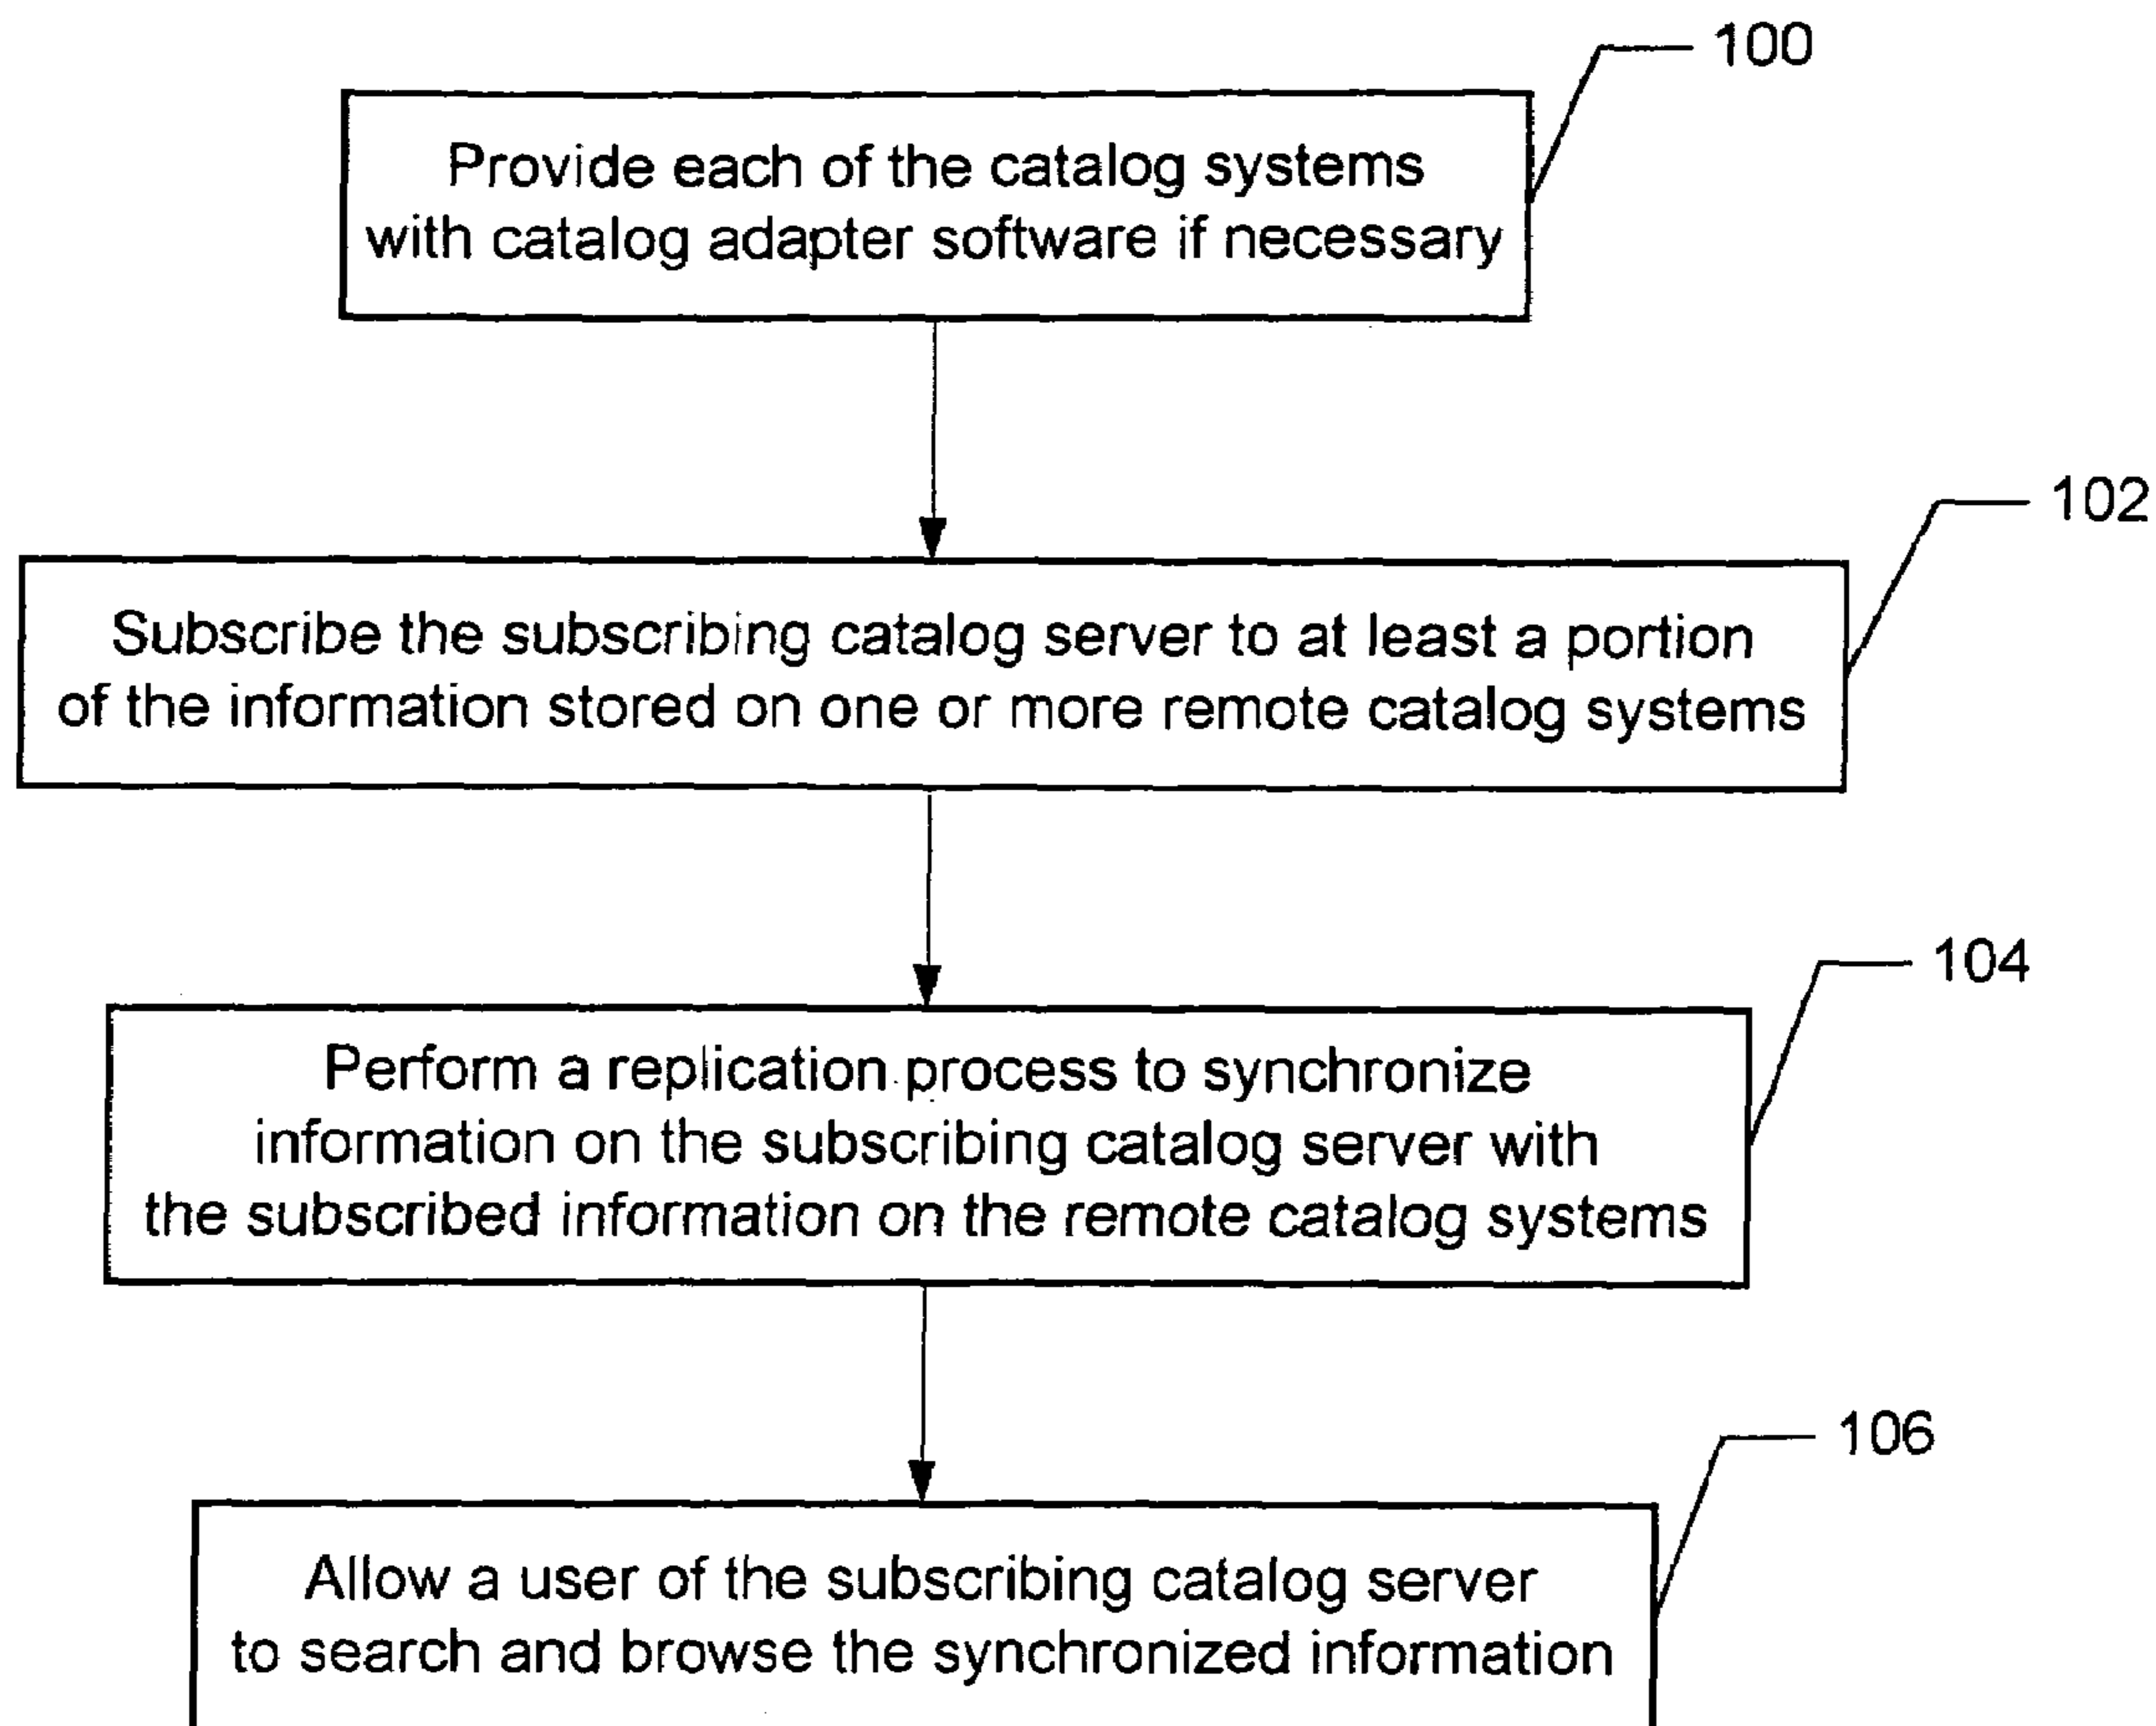 100
Provide each of the catalog systems
with catalog adapter software if necessary
102
Subscribe the subscribing catalog server to at least a portion
of the information stored on one or more remote catalog systems
104
Perform a replication process to synchronize
information on the subscribing catalog server with
the subscribed information on the remote catalog systems
106
Allow a user of the subscribing catalog server
to search and browse the synchronized information